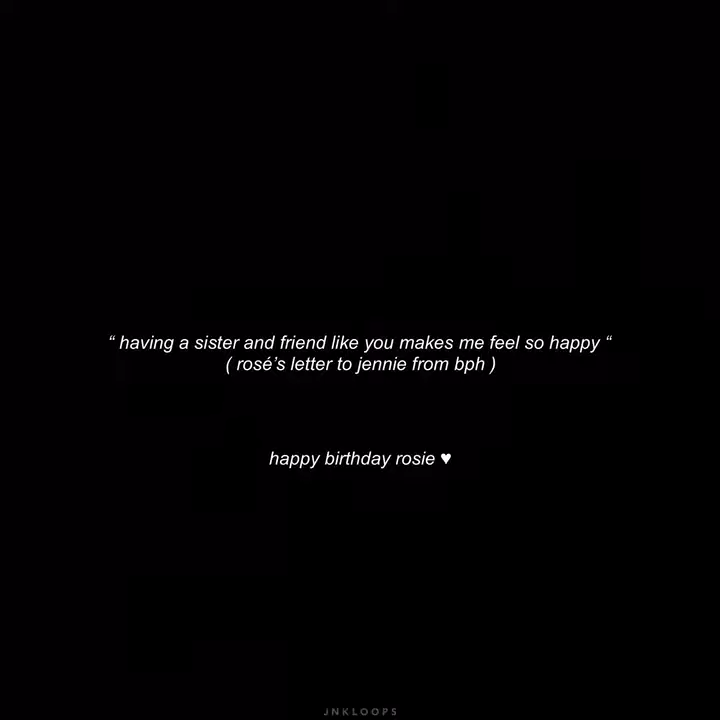 “ having a sister and friend like you makes me feel so happy “
( rosé’s letter to jennie from bph )
happy birthday rosie ♥
JNKLOOPS